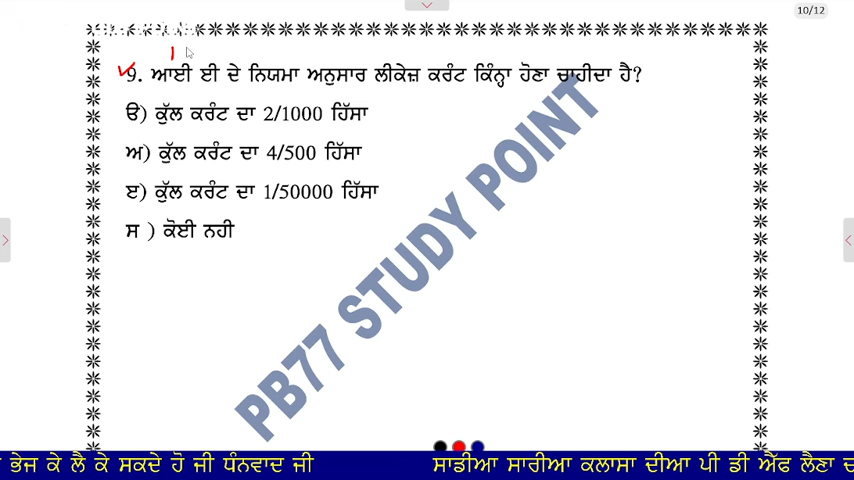 10/12
9. ਆਈ ਈ ਦੇ ਨਿਯਮਾ ਅਨੁਸਾਰ ਲੀਕੇਜ਼ ਕਰੰਟ ਕਿੰਨ੍ਹਾ ਹੋਣਾ ਚਾਹੀਦਾ ਹੈ?
ੳ) ਕੁੱਲ ਕਰੰਟ ਦਾ 2/1000 ਹਿੱਸਾ
ਅ) ਕੁੱਲ ਕਰੰਟ ਦਾ 4/500 ਹਿੱਸਾ
ੲ) ਕੁੱਲ ਕਰੰਟ ਦਾ 1/50000 ਹਿੱਸਾ
ਸ ) ਕੋਈ ਨਹੀ
PB77 STUDY POINT
ਭੇਜ ਕੇ ਲੈ ਕੇ ਸਕਦੇ ਹੋ ਜੀ ਧੰਨਵਾਦ ਜੀ ਸਾਡੀਆ ਸਾਰੀਆ ਕਲਾਸਾ ਦੀਆ ਪੀ ਡੀ ਐੱਫ ਲੈਣਾ